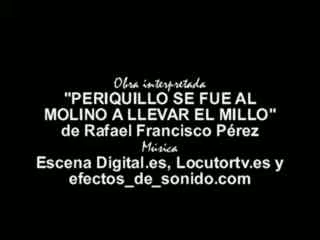 Obra interpretada
"PERIQUILLO SE FUE AL
MOLINO A LLEVAR EL MILLO"
de Rafael Francisco Pérez
Música
Escena Digital.es, Locutortv.es y
efectos_de_sonido.com